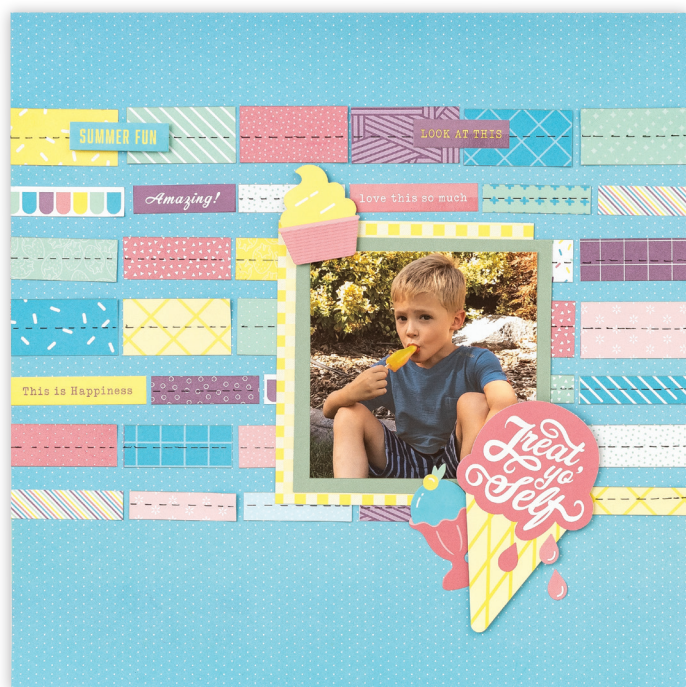 SUMMER FUN
LOOK AT THIS
Amazing!
love this so much
This is Happiness
Treat
yo'
Self